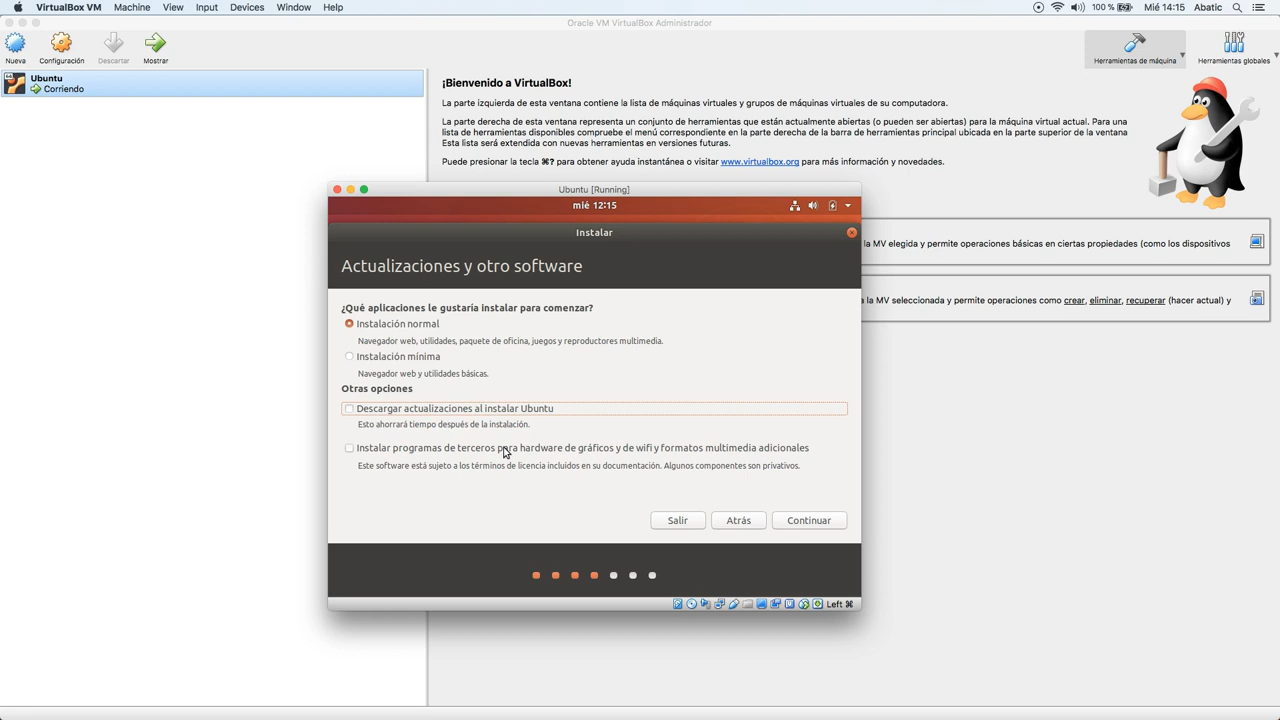 VirtualBox VM Machine View Input Devices Window Help 100 % Mié 14:15 Abatic
Oracle VM VirtualBox Administrador
Nueva Configuración Descartar Mostrar Herramientas de máquina Herramientas globales
64
Ubuntu
Corriendo
¡Bienvenido a VirtualBox!
La parte izquierda de esta ventana contiene la lista de máquinas virtuales y grupos de máquinas virtuales de su computadora.
La parte derecha de esta ventana representa un conjunto de herramientas que están actualmente abiertas (o pueden ser abiertas) para la máquina virtual actual. Para una
lista de herramientas disponibles compruebe el menú correspondiente en la parte derecha de la barra de herramientas principal ubicada en la parte superior de la ventana
Esta lista será extendida con nuevas herramientas en versiones futuras.
Puede presionar la tecla ⌘? para obtener ayuda instantánea o visitar www.virtualbox.org para más información y novedades.
Ubuntu [Running]
mié 12:15
Instalar
Actualizaciones y otro software
la MV elegida y permite operaciones básicas en ciertas propiedades (como los dispositivos
a la MV seleccionada y permite operaciones como crear, eliminar, recuperar (hacer actual) y
¿Qué aplicaciones le gustaría instalar para comenzar?
Instalación normal
Navegador web, utilidades, paquete de oficina, juegos y reproductores multimedia.
Instalación mínima
Navegador web y utilidades básicas.
Otras opciones
Descargar actualizaciones al instalar Ubuntu
Esto ahorrará tiempo después de la instalación.
Instalar programas de terceros para hardware de gráficos y de wifi y formatos multimedia adicionales
Este software está sujeto a los términos de licencia incluidos en su documentación. Algunos componentes son privativos.
Salir Atrás Continuar
Left ⌘